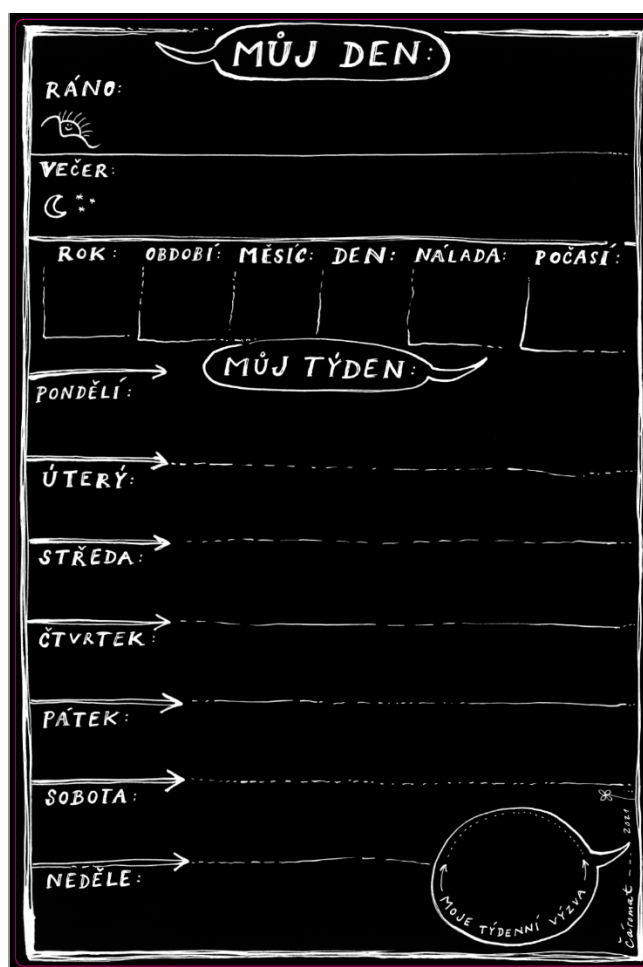 MŮJ DEN:
RÁNO:
VEČER:
ROK: OBDOBÍ: MĚSÍC: DEN: NÁLADA: POČASÍ:
MŮJ TÝDEN:
PONDĚLÍ:
ÚTERÝ:
STŘEDA:
ČTVRTEK:
PÁTEK:
SOBOTA:
NEDĚLE:
MOJE TÝDENNÍ VÝZVA
Čáromat --- 2021